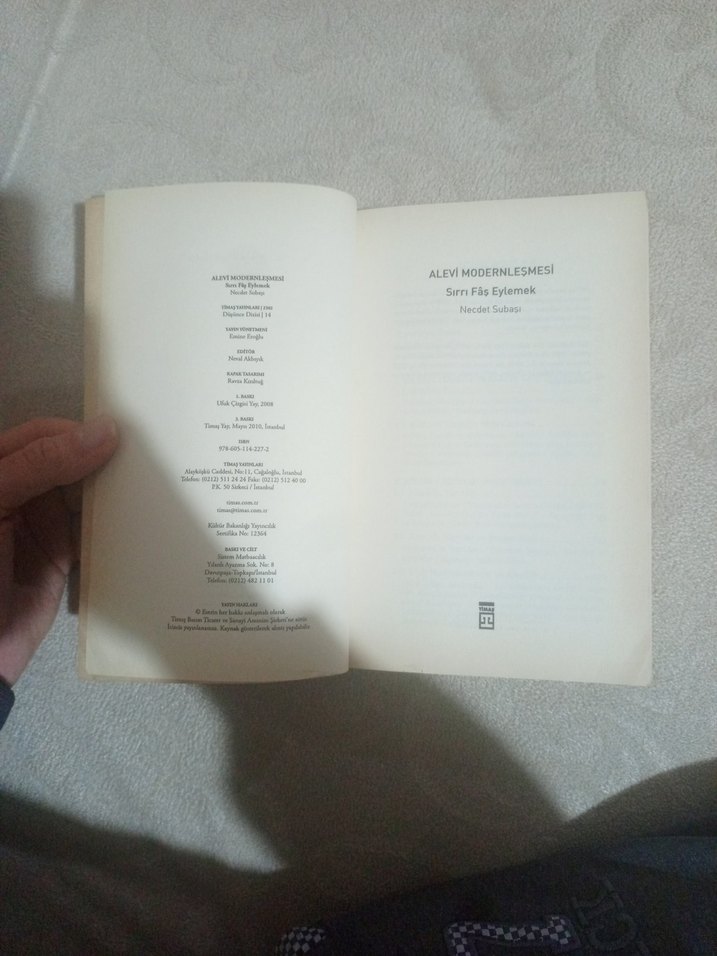 ALEVİ MODERNLEŞMESİ
Sırrı Fâş Eylemek
Necdet Subaşı
TİMAŞ YAYINLARI |
Düşünce Dizisi | 14
YAYIN YÖNETMENİ
Emine Eroğlu
EDİTÖR
Neval Akbıyık
KAPAK TASARIMI
Ravza Kızıltuğ
1. BASKI
Ufuk Çizgisi Yay, 2008
3. BASKI
Timaş Yay, Mayıs 2010, İstanbul
ISBN
978-605-114-227-2
TİMAŞ YAYINLARI
Alayköşkü Caddesi, No:11, Cağaloğlu, İstanbul
Telefon: (0212) 511 24 24 Faks: (0212) 512 40 00
P.K. 50 Sirkeci / İstanbul
timas.com.tr
timas@timas.com.tr
Kültür Bakanlığı Yayıncılık
Sertifika No: 12364
BASKI VE CİLT
Sistem Matbaacılık
Yılanlı Ayazma Sok. No: 8
Davutpaşa-Topkapı/İstanbul
Telefon: (0212) 482 11 01
YAYIN HAKLARI
© Eserin her hakkı anlaşmalı olarak
Timaş Basım Ticaret ve Sanayi Anonim Şirketi'ne aittir.
İzinsiz yayınlanamaz. Kaynak gösterilerek alıntı yapılabilir.
ALEVİ MODERNLEŞMESİ
Sırrı Fâş Eylemek
Necdet Subaşı
TİMAŞ